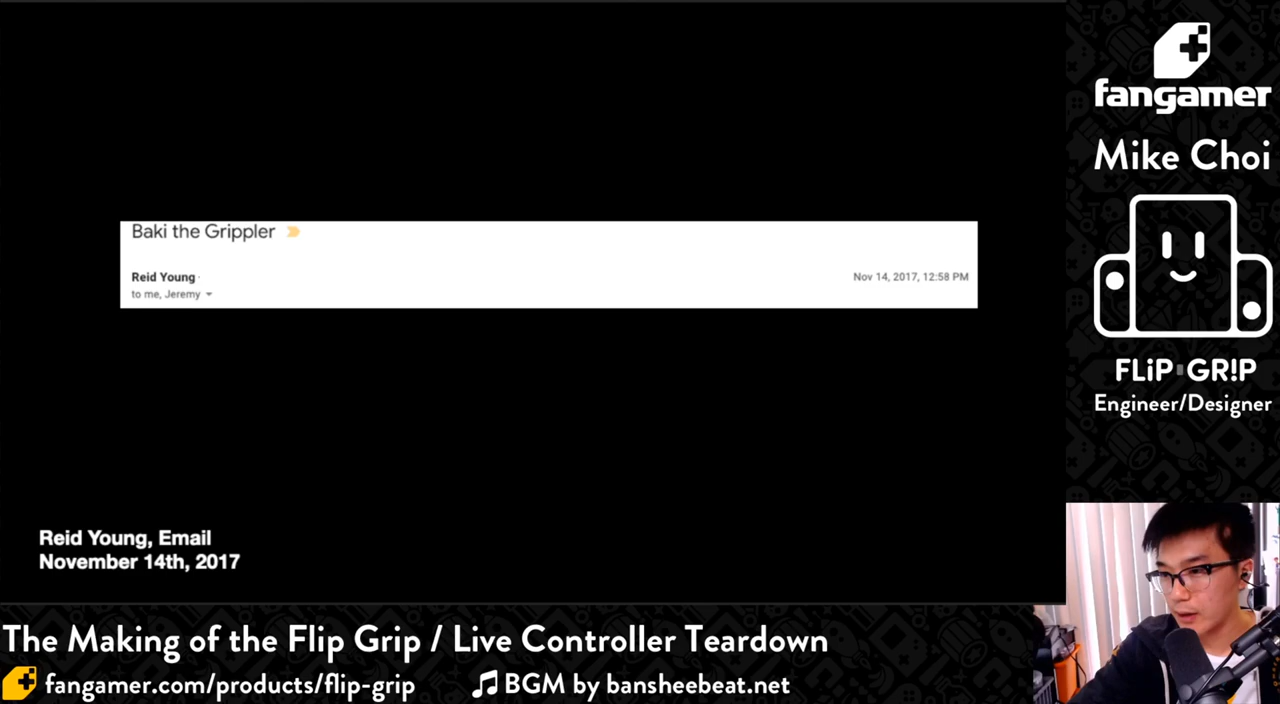 Baki the Grippler
Reid Young
Nov 14, 2017, 12:58 PM
to me, Jeremy
Reid Young, Email
November 14th, 2017
fangamer
Mike Choi
FLiP GR!P
Engineer/Designer
The Making of the Flip Grip / Live Controller Teardown
fangamer.com/products/flip-grip
BGM by bansheebeat.net